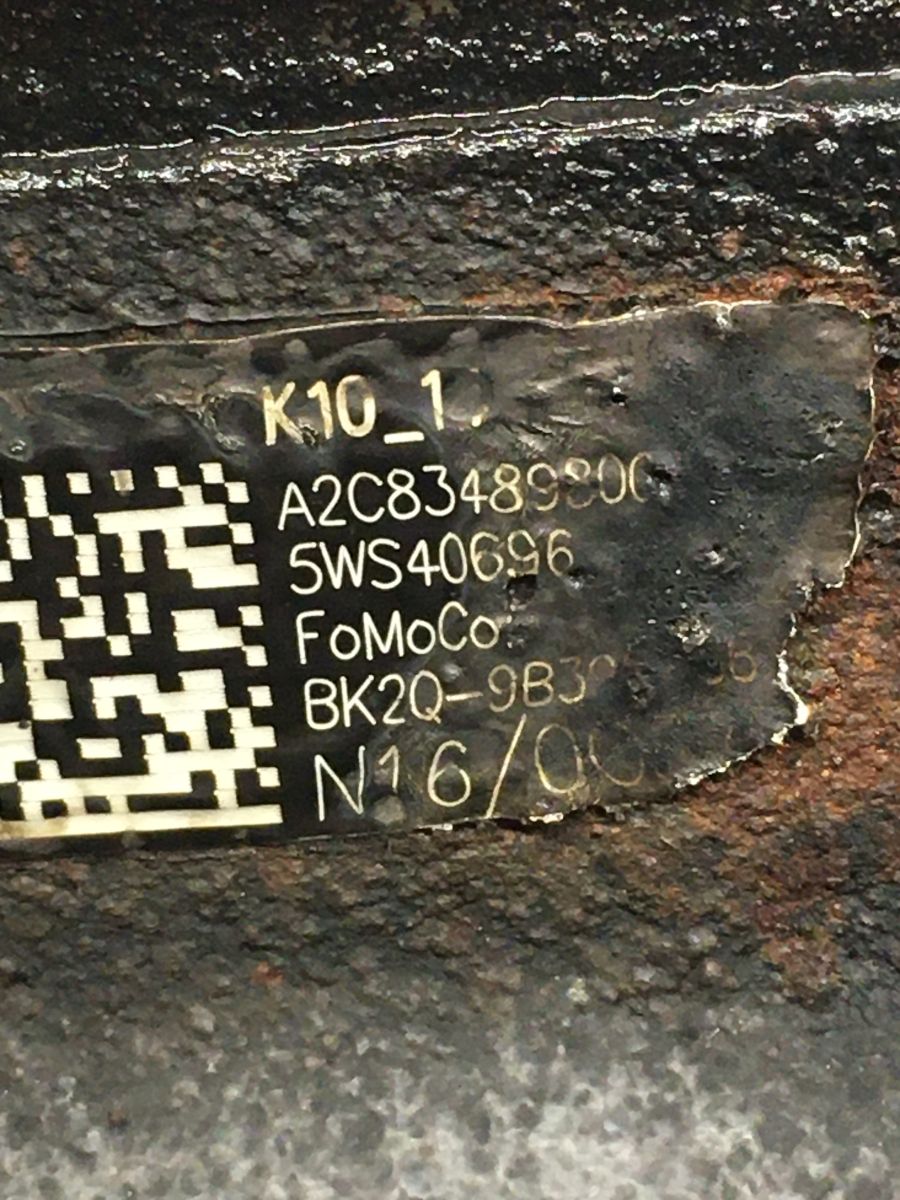 K10_1
A2C83489800
5WS40696
FoMoCo
BK2Q-9B3
N16/0